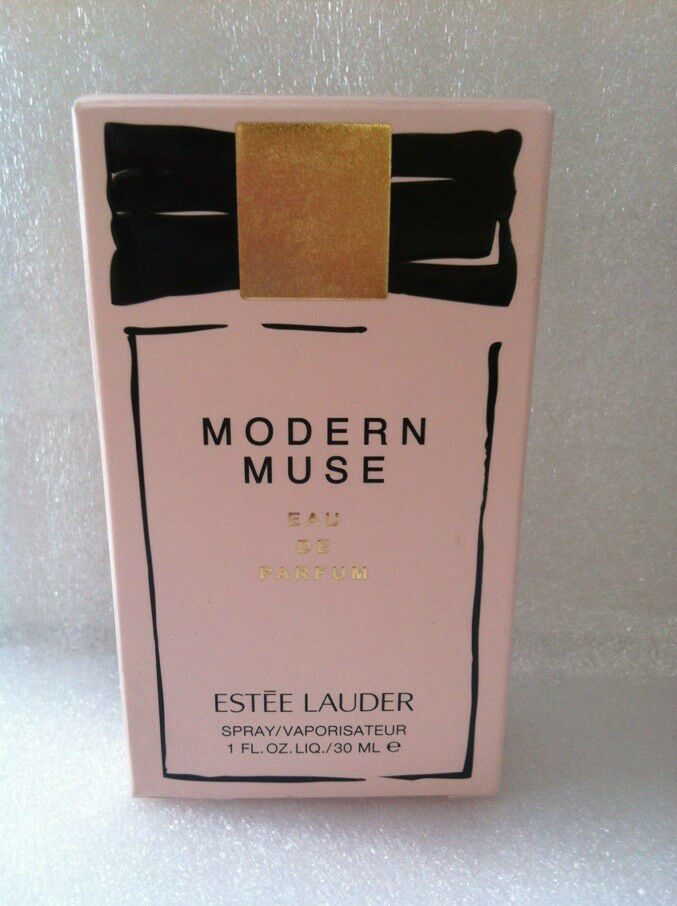 MODERN
MUSE
EAU
DE
PARFUM
ESTĒE LAUDER
SPRAY/VAPORISATEUR
1 FL.OZ.LIQ./30 ML ℮